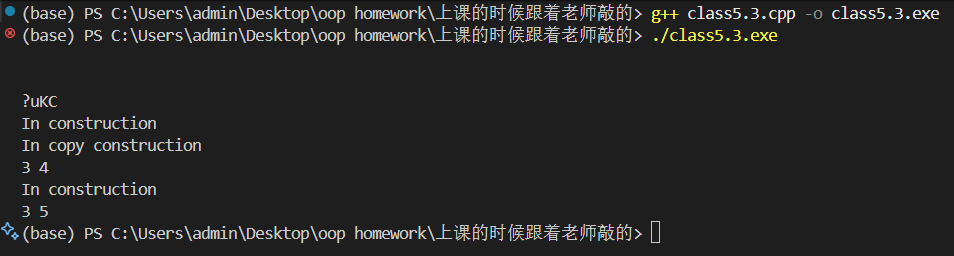 (base) PS C:\Users\admin\Desktop\oop homework\上课的时候跟着老师敲的> g++ class5.3.cpp -o class5.3.exe
(base) PS C:\Users\admin\Desktop\oop homework\上课的时候跟着老师敲的> ./class5.3.exe
?uKC
In construction
In copy construction
3 4
In construction
3 5
(base) PS C:\Users\admin\Desktop\oop homework\上课的时候跟着老师敲的>